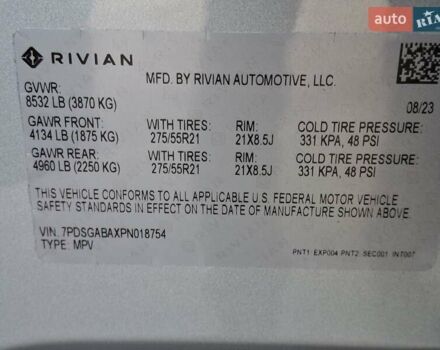 auto RIA
RIVIAN
MFD. BY RIVIAN AUTOMOTIVE, LLC.
GVWR:
8532 LB (3870 KG)
08/23
GAWR FRONT: WITH TIRES: RIM: COLD TIRE PRESSURE:
4134 LB (1875 KG) 275/55R21 21X8.5J 331 KPA, 48 PSI
GAWR REAR: WITH TIRES: RIM: COLD TIRE PRESSURE:
4960 LB (2250 KG) 275/55R21 21X8.5J 331 KPA, 48 PSI
THIS VEHICLE CONFORMS TO ALL APPLICABLE U.S. FEDERAL MOTOR VEHICLE
SAFETY STANDARDS IN EFFECT ON THE DATE OF MANUFACTURE SHOWN ABOVE.
VIN: 7PDSGABAXPN018754
TYPE: MPV
PNT1: EXP004 PNT2: SEC001 INT007